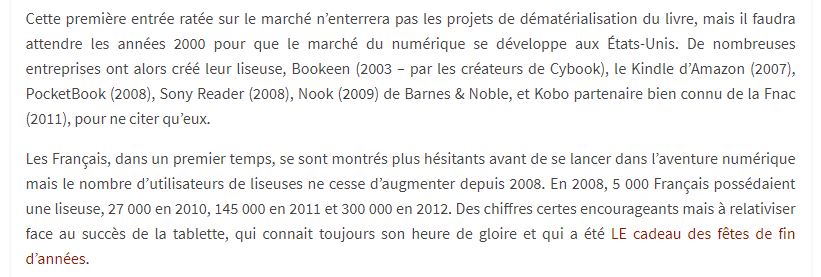 Cette première entrée ratée sur le marché n’enterrera pas les projets de dématérialisation du livre, mais il faudra
attendre les années 2000 pour que le marché du numérique se développe aux États-Unis. De nombreuses
entreprises ont alors créé leur liseuse, Bookeen (2003 – par les créateurs de Cybook), le Kindle d’Amazon (2007),
PocketBook (2008), Sony Reader (2008), Nook (2009) de Barnes & Noble, et Kobo partenaire bien connu de la Fnac
(2011), pour ne citer qu’eux.
Les Français, dans un premier temps, se sont montrés plus hésitants avant de se lancer dans l’aventure numérique
mais le nombre d’utilisateurs de liseuses ne cesse d’augmenter depuis 2008. En 2008, 5 000 Français possédaient
une liseuse, 27 000 en 2010, 145 000 en 2011 et 300 000 en 2012. Des chiffres certes encourageants mais à relativiser
face au succès de la tablette, qui connait toujours son heure de gloire et qui a été LE cadeau des fêtes de fin
d’années.